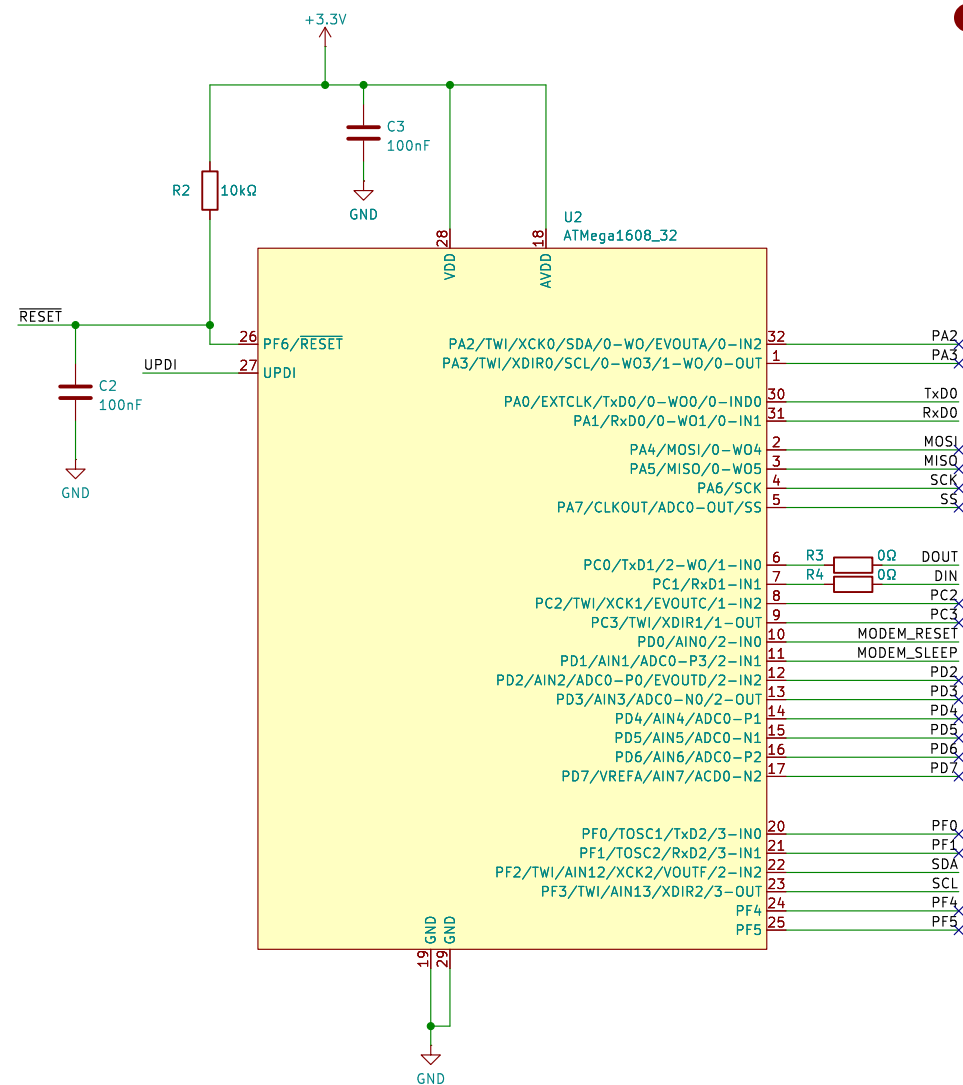 +3.3V
C3
100nF
GND
R2 10kΩ
U2
ATMega1608_32
28
VDD
18
AVDD
RESET
26 PF6/RESET
UPDI 27 UPDI
C2
100nF
GND
PA2/TWI/XCK0/SDA/0-WO/EVOUTA/0-IN2 32 PA2
PA3/TWI/XDIR0/SCL/0-WO3/1-WO/0-OUT 1 PA3
PA0/EXTCLK/TxD0/0-WO0/0-IND0 30 TxD0
PA1/RxD0/0-WO1/0-IN1 31 RxD0
PA4/MOSI/0-WO4 2 MOSI
PA5/MISO/0-WO5 3 MISO
PA6/SCK 4 SCK
PA7/CLKOUT/ADC0-OUT/SS 5 SS
PC0/TxD1/2-WO/1-IN0 6 R3 0Ω DOUT
PC1/RxD1-IN1 7 R4 0Ω DIN
PC2/TWI/XCK1/EVOUTC/1-IN2 8 PC2
PC3/TWI/XDIR1/1-OUT 9 PC3
PD0/AIN0/2-IN0 10 MODEM_RESET
PD1/AIN1/ADC0-P3/2-IN1 11 MODEM_SLEEP
PD2/AIN2/ADC0-P0/EVOUTD/2-IN2 12 PD2
PD3/AIN3/ADC0-N0/2-OUT 13 PD3
PD4/AIN4/ADC0-P1 14 PD4
PD5/AIN5/ADC0-N1 15 PD5
PD6/AIN6/ADC0-P2 16 PD6
PD7/VREFA/AIN7/ACD0-N2 17 PD7
PF0/TOSC1/TxD2/3-IN0 20 PF0
PF1/TOSC2/RxD2/3-IN1 21 PF1
PF2/TWI/AIN12/XCK2/VOUTF/2-IN2 22 SDA
PF3/TWI/AIN13/XDIR2/3-OUT 23 SCL
PF4 24 PF4
PF5 25 PF5
GND
19
GND
29
GND